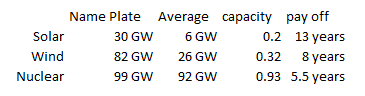 Name Plate Average capacity pay off
Solar 30 GW 6 GW 0.2 13 years
Wind 82 GW 26 GW 0.32 8 years
Nuclear 99 GW 92 GW 0.93 5.5 years